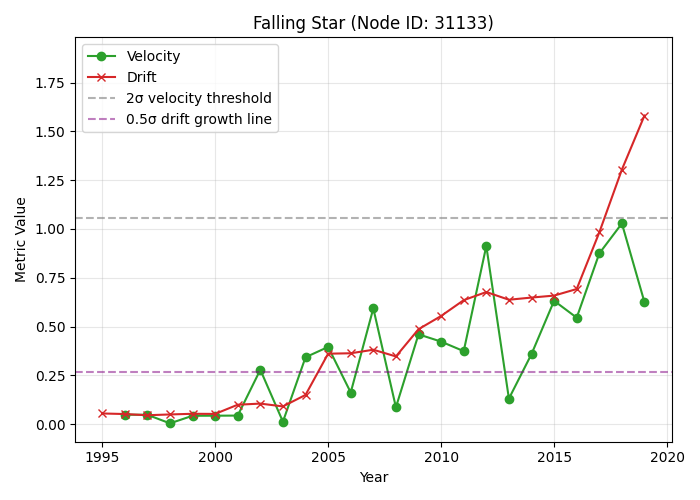 Falling Star (Node ID: 31133)
Velocity
Drift
2σ velocity threshold
0.5σ drift growth line
Metric Value
1.75
1.50
1.25
1.00
0.75
0.50
0.25
0.00
1995 2000 2005 2010 2015 2020
Year